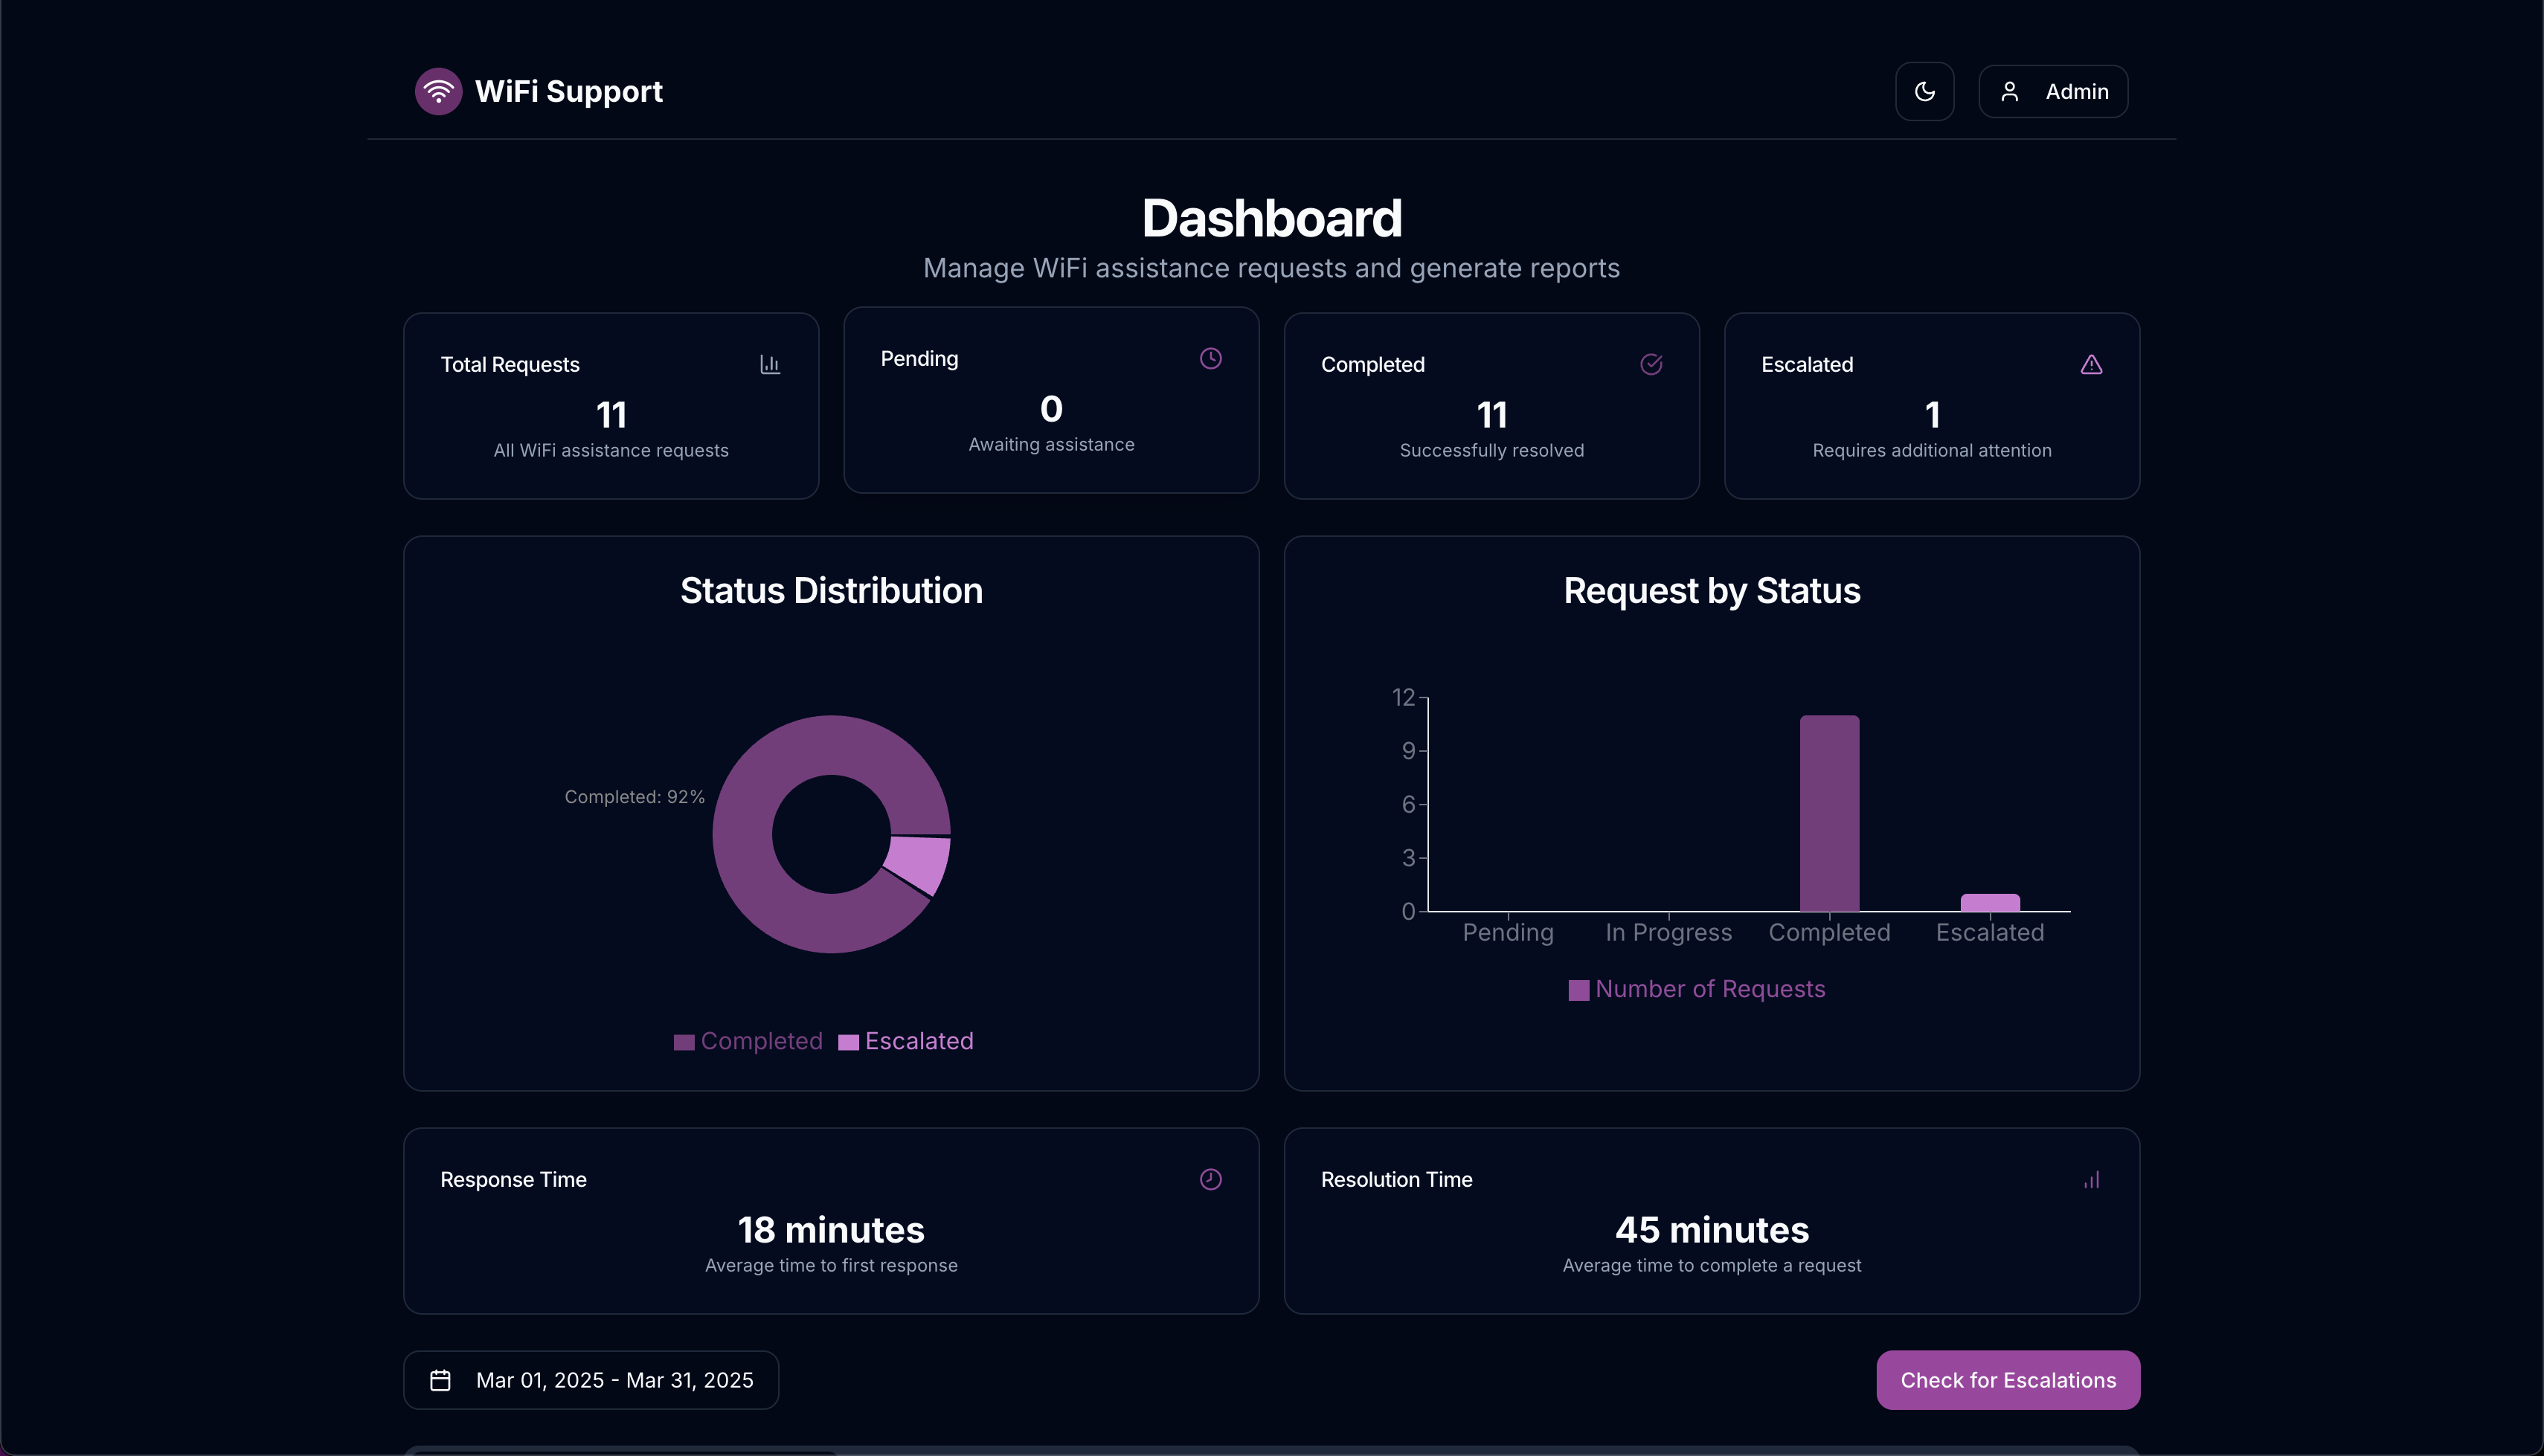 WiFi Support
Admin
Dashboard
Manage WiFi assistance requests and generate reports
Total Requests
11
All WiFi assistance requests
Pending
0
Awaiting assistance
Completed
11
Successfully resolved
Escalated
1
Requires additional attention
Status Distribution
Completed: 92%
Completed
Escalated
Request by Status
12
9
6
3
0
Pending
In Progress
Completed
Escalated
Number of Requests
Response Time
18 minutes
Average time to first response
Resolution Time
45 minutes
Average time to complete a request
Mar 01, 2025 - Mar 31, 2025
Check for Escalations